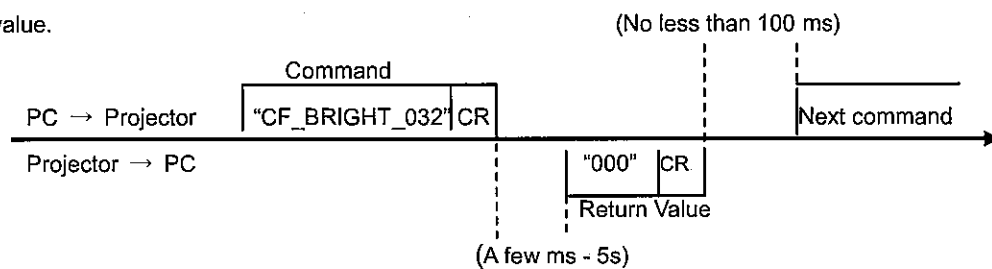 value.
(No less than 100 ms)
Command
PC → Projector
"CF_BRIGHT_032" CR
Next command
Projector → PC
"000" CR
Return Value
(A few ms - 5s)